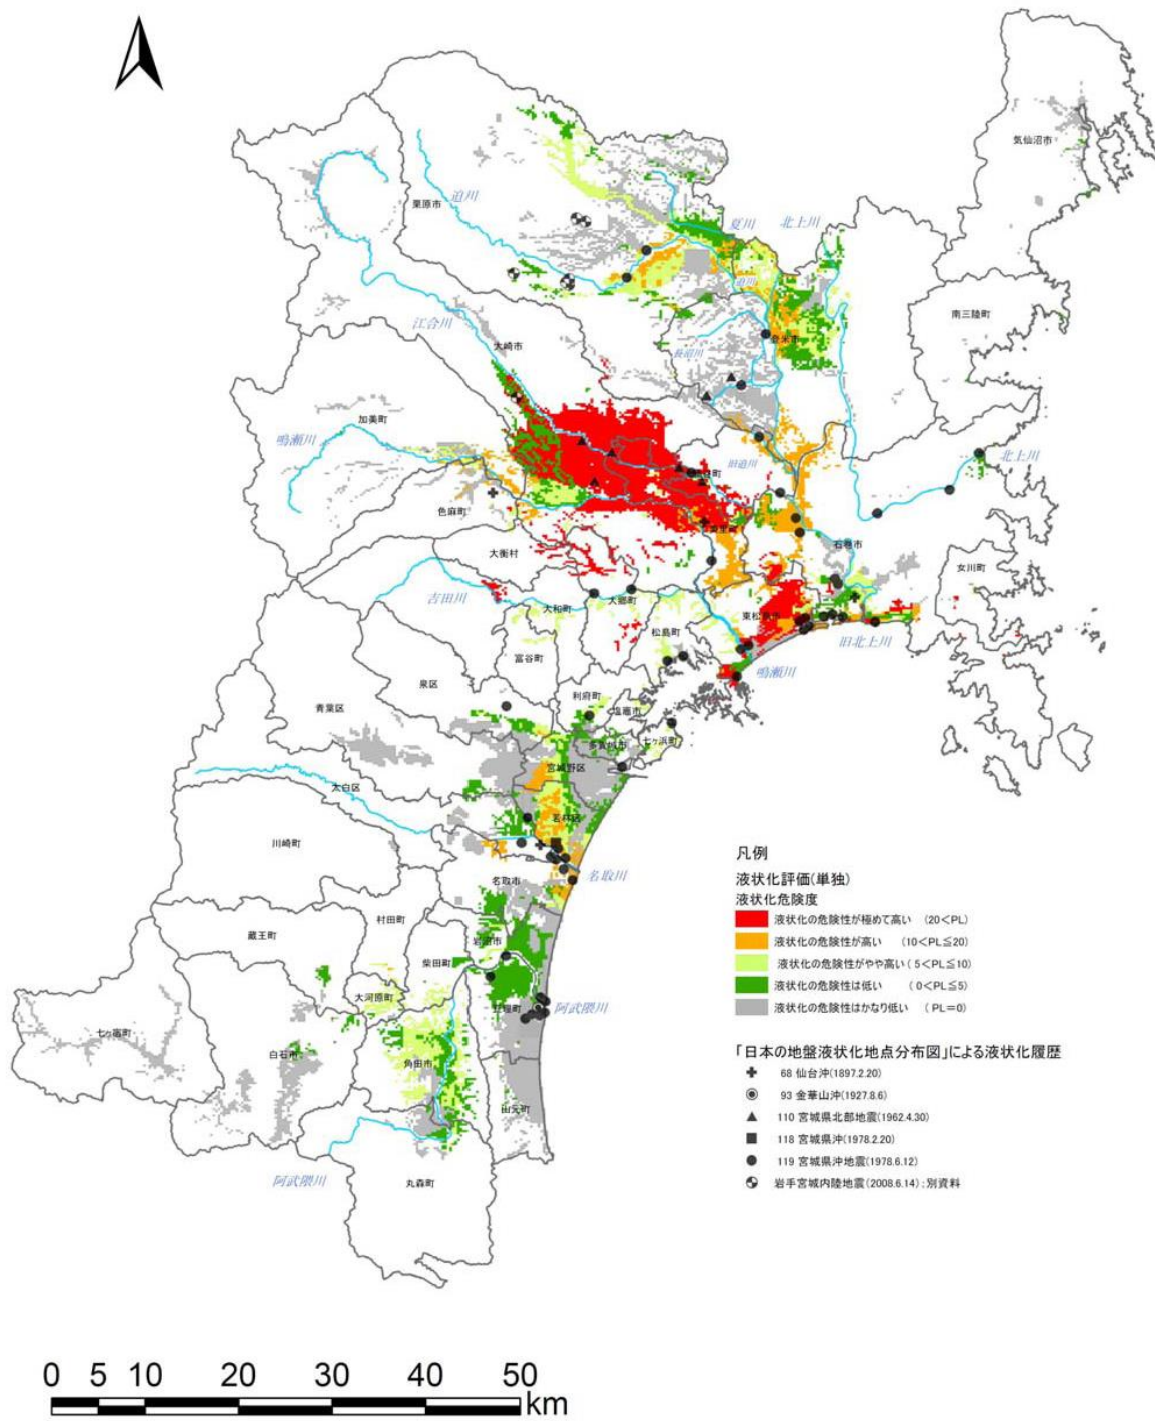 気仙沼市
栗原市
迫川
夏川
北上川
迫川
南三陸町
江合川
大崎市
長沼川
登米市
加美町
鳴瀬川
北上川
旧迫川
色麻町
大衡村
石巻市
女川町
吉田川
大和町
大郷町
松島町
旧北上川
富谷町
鳴瀬川
泉区
利府町
青葉区
塩竈市
多賀城市
七ヶ浜町
宮城野区
太白区
若林区
川崎町
名取川
名取市
村田町
蔵王町
岩沼市
柴田町
大河原町
亘理町
阿武隈川
七ヶ宿町
白石市
角田市
山元町
阿武隈川
丸森町
凡例
液状化評価(単独)
液状化危険度
液状化の危険性が極めて高い (20<PL)
液状化の危険性が高い (10<PL≦20)
液状化の危険性がやや高い(5<PL≦10)
液状化の危険性は低い (0<PL≦5)
液状化の危険性はかなり低い (PL=0)
「日本の地盤液状化地点分布図」による液状化履歴
68 仙台沖(1897.2.20)
93 金華山沖(1927.8.6)
110 宮城県北部地震(1962.4.30)
118 宮城県沖(1978.2.20)
119 宮城県沖地震(1978.6.12)
岩手宮城内陸地震(2008.6.14):別資料
0 5 10 20 30 40 50
km